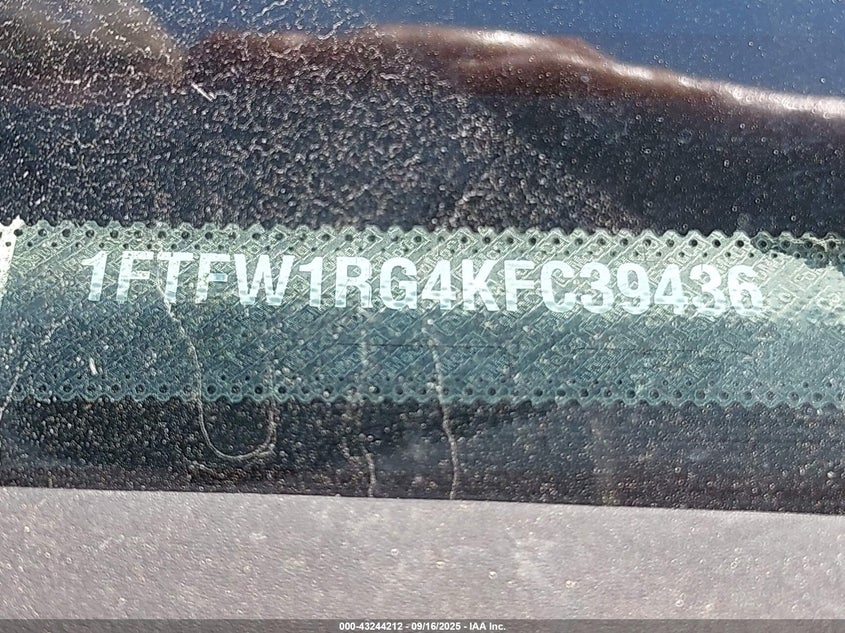 1FTFW1RG4KFC39436
000-43244212 - 09/16/2025 - IAA Inc.